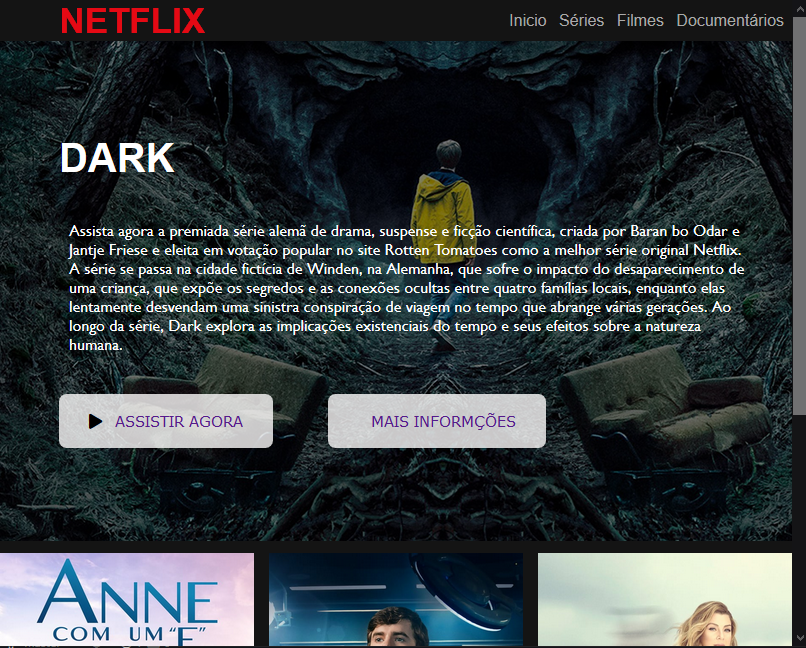 NETFLIX
Inicio Séries Filmes Documentários
DARK
Assista agora a premiada série alemã de drama, suspense e ficção científica, criada por Baran bo Odar e
Jantje Friese e eleita em votação popular no site Rotten Tomatoes como a melhor série original Netflix.
A série se passa na cidade fictícia de Winden, na Alemanha, que sofre o impacto do desaparecimento de
uma criança, que expõe os segredos e as conexões ocultas entre quatro famílias locais, enquanto elas
lentamente desvendam uma sinistra conspiração de viagem no tempo que abrange várias gerações. Ao
longo da série, Dark explora as implicações existenciais do tempo e seus efeitos sobre a natureza
humana.
ASSISTIR AGORA
MAIS INFORMÇÕES
ANNE
COM UM "E"